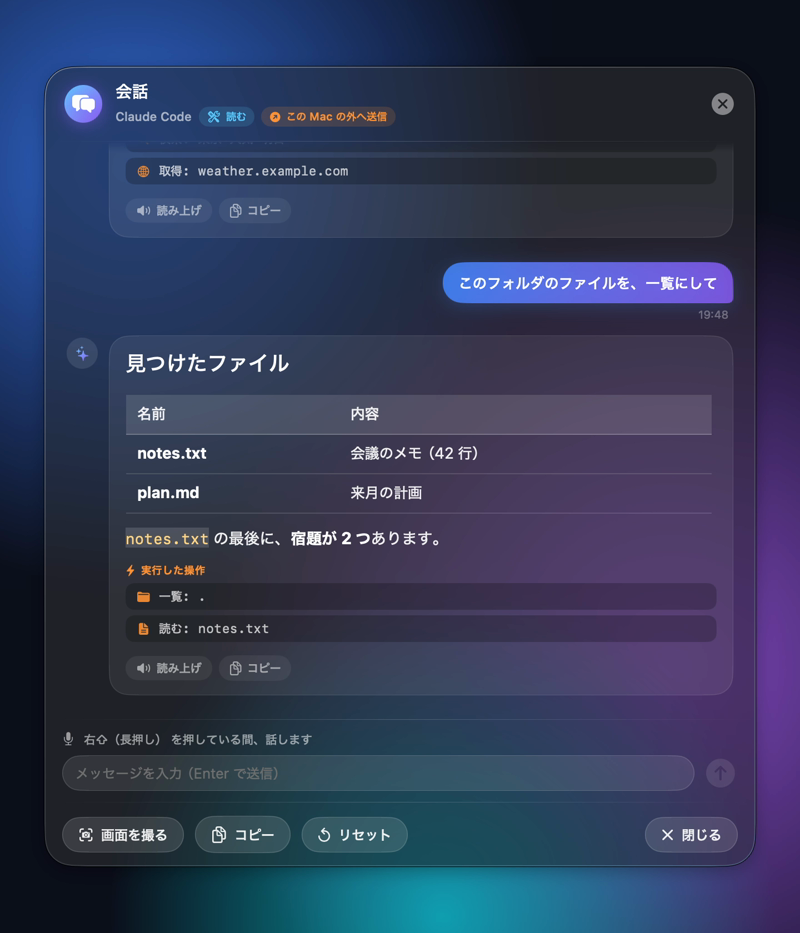 会話
Claude Code 読む このMacの外へ送信
取得: weather.example.com
読み上げ コピー
このフォルダのファイルを、一覧にして
19:48
見つけたファイル
名前 内容
notes.txt 会議のメモ（42 行）
plan.md 来月の計画
notes.txt の最後に、宿題が 2 つあります。
実行した操作
一覧: .
読む: notes.txt
読み上げ コピー
右⇧（長押し） を押している間、話します
メッセージを入力（Enter で送信）
画面を撮る コピー リセット 閉じる